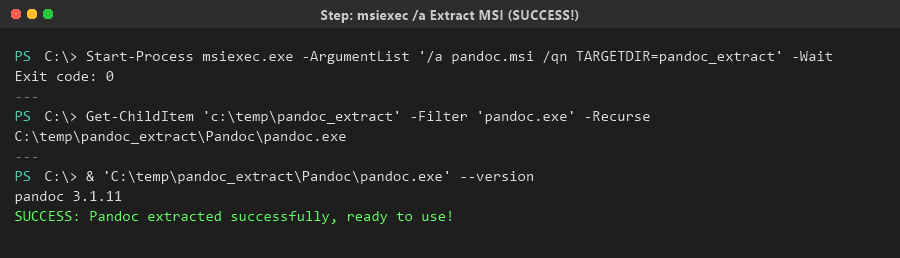 Step: msiexec /a Extract MSI (SUCCESS!)
PS C:\> Start-Process msiexec.exe -ArgumentList '/a pandoc.msi /qn TARGETDIR=pandoc_extract' -Wait
Exit code: 0
---
PS C:\> Get-ChildItem 'c:\temp\pandoc_extract' -Filter 'pandoc.exe' -Recurse
C:\temp\pandoc_extract\Pandoc\pandoc.exe
---
PS C:\> & 'C:\temp\pandoc_extract\Pandoc\pandoc.exe' --version
pandoc 3.1.11
SUCCESS: Pandoc extracted successfully, ready to use!